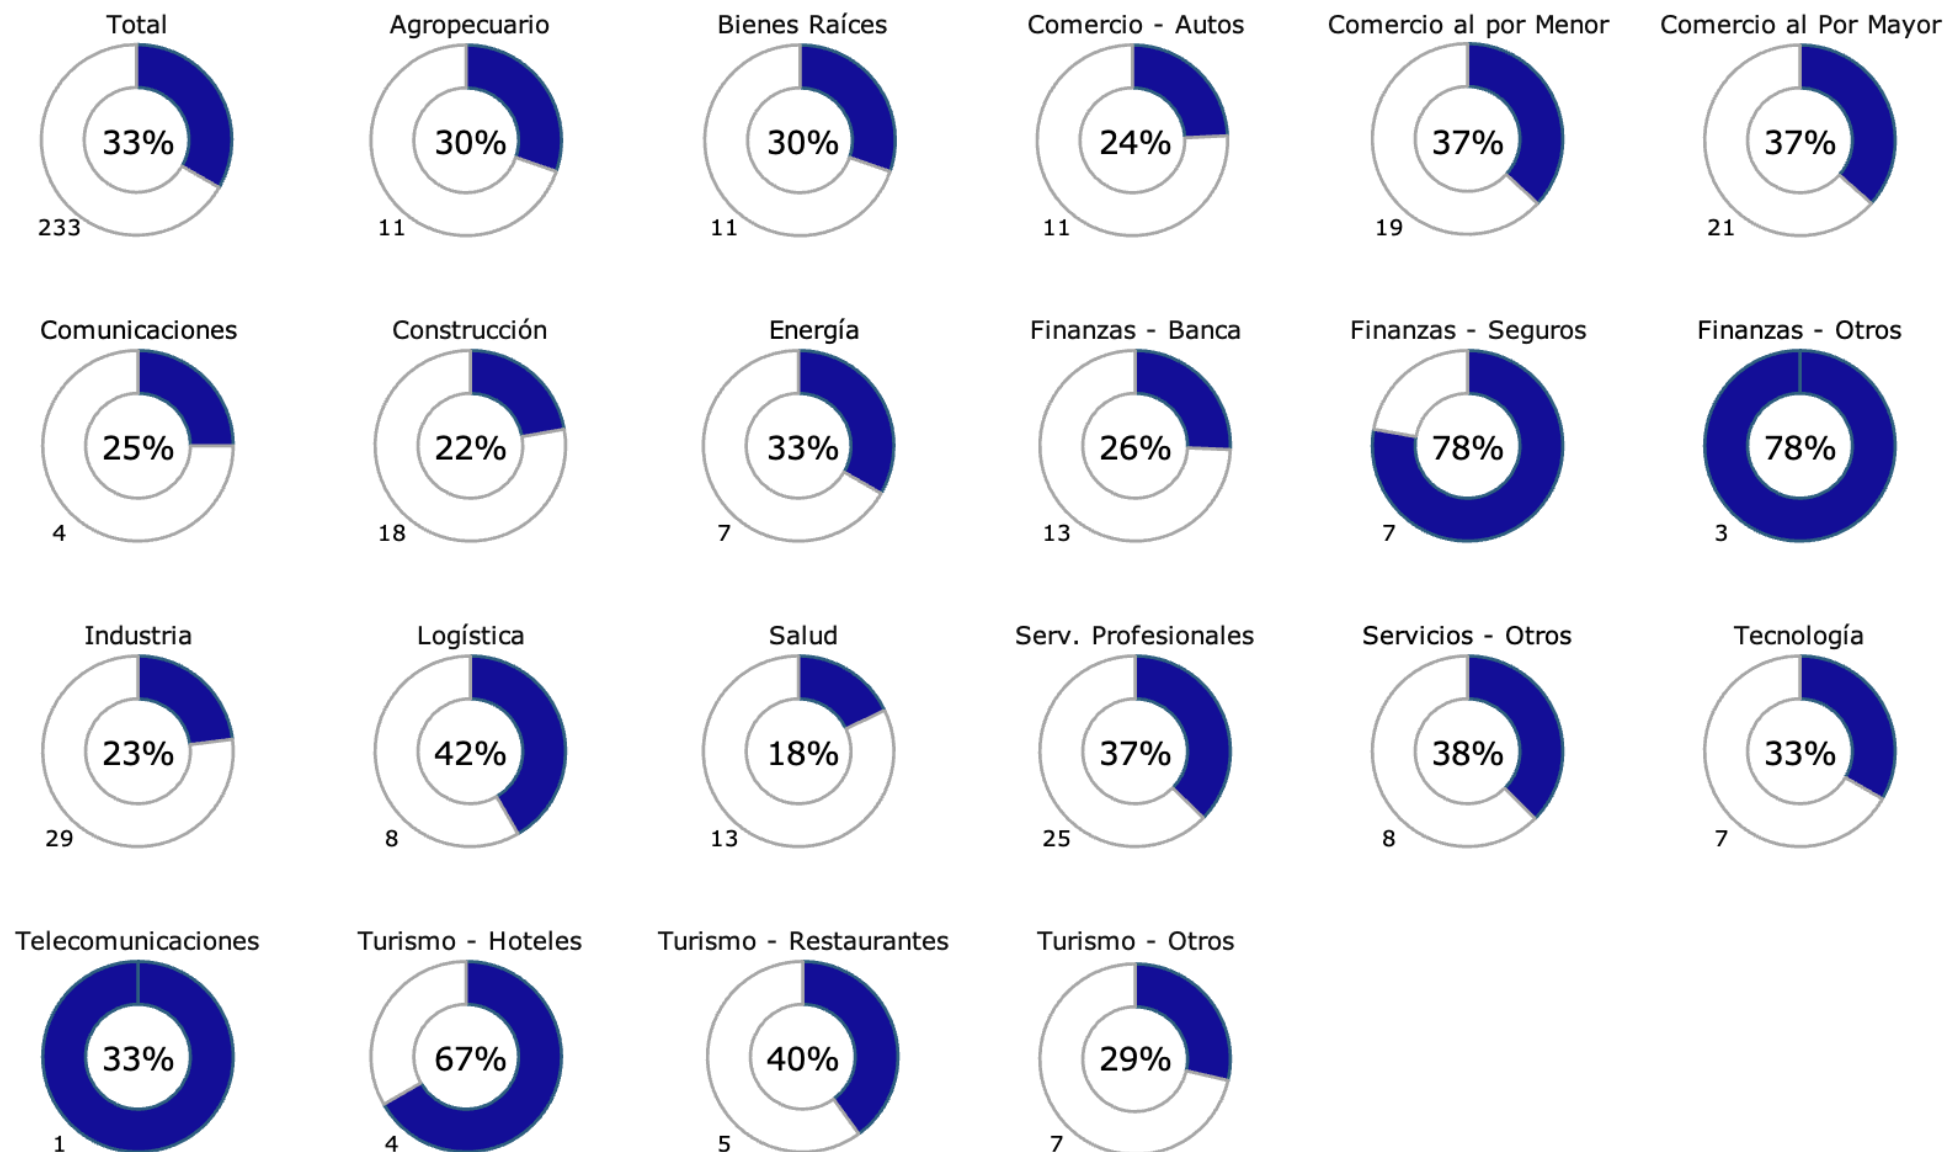 Total
Agropecuario
Bienes Raíces
Comercio - Autos
Comercio al por Menor
Comercio al Por Mayor
33%
30%
30%
24%
37%
37%
233
11
11
11
19
21
Comunicaciones
Construcción
Energía
Finanzas - Banca
Finanzas - Seguros
Finanzas - Otros
25%
22%
33%
26%
78%
78%
4
18
7
13
7
3
Industria
Logística
Salud
Serv. Profesionales
Servicios - Otros
Tecnología
23%
42%
18%
37%
38%
33%
29
8
13
25
8
7
Telecomunicaciones
Turismo - Hoteles
Turismo - Restaurantes
Turismo - Otros
33%
67%
40%
29%
1
4
5
7